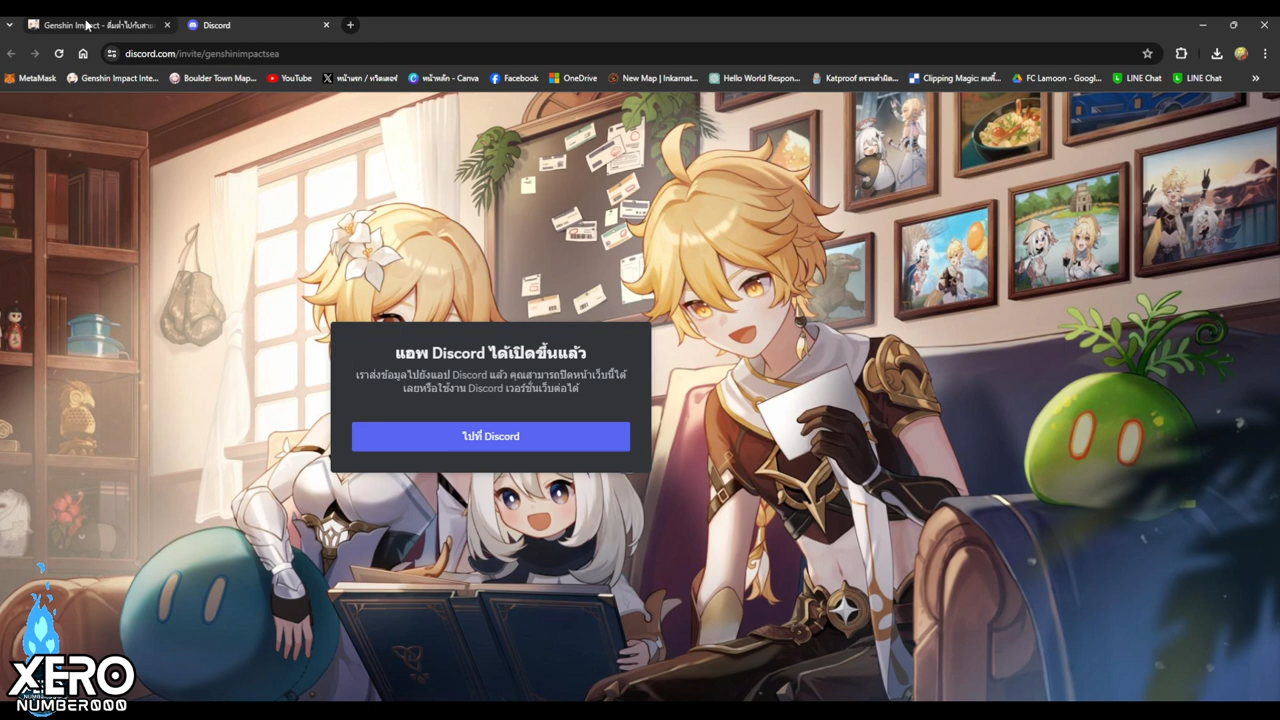 Genshin Impact - ดื่มด่ำไปกับสาย
Discord
discord.com/invite/genshinimpactsea
MetaMask
Genshin Impact Inte...
Boulder Town Map...
YouTube
หน้าแรก / ทวิตเตอร์
หน้าหลัก - Canva
Facebook
OneDrive
New Map | Inkarnat...
Hello World Respon...
Katproof ตรวจคำผิด...
Clipping Magic: ลบพื้...
FC Lamoon - Googl...
LINE Chat
LINE Chat
แอพ Discord ได้เปิดขึ้นแล้ว
เราส่งข้อมูลไปยังแอป Discord แล้ว คุณสามารถปิดหน้าเว็บนี้ได้
เลยหรือใช้งาน Discord เวอร์ชั่นเว็บต่อได้
ไปที่ Discord
XERO
NUMBER000